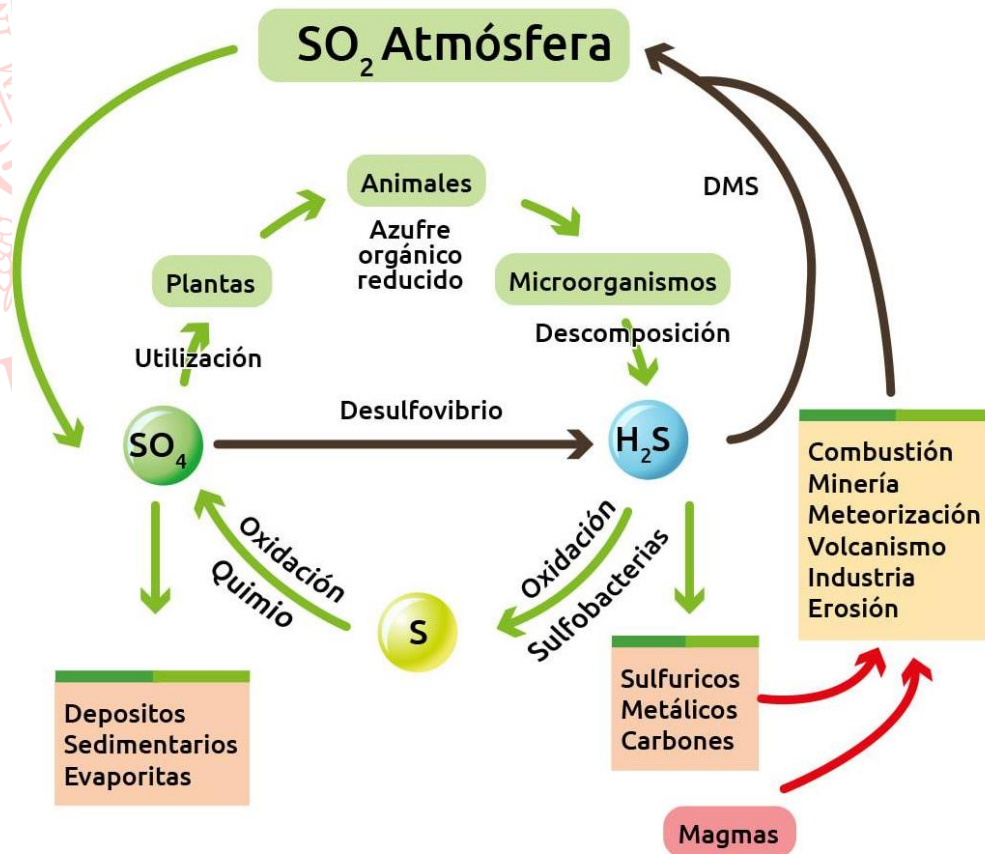 SO2 Atmósfera
Animales
DMS
Azufre
orgánico
reducido
Plantas
Microorganismos
Utilización
Descomposición
Desulfovibrio
SO4
H2S
Combustión
Minería
Meteorización
Volcanismo
Industria
Erosión
Oxidación
Quimio
Oxidación
Sulfobacterias
S
Sulfuricos
Metálicos
Carbones
Depositos
Sedimentarios
Evaporitas
Magmas